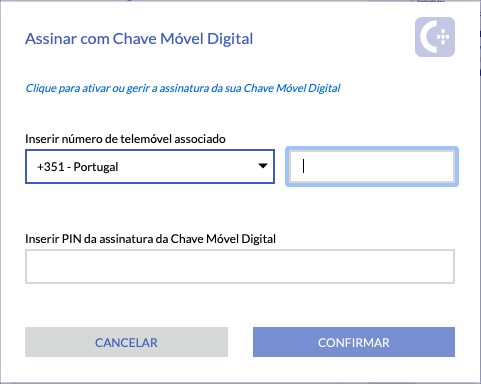 Assinar com Chave Móvel Digital
Clique para ativar ou gerir a assinatura da sua Chave Móvel Digital
Inserir número de telemóvel associado
+351 - Portugal
Inserir PIN da assinatura da Chave Móvel Digital
CANCELAR CONFIRMAR